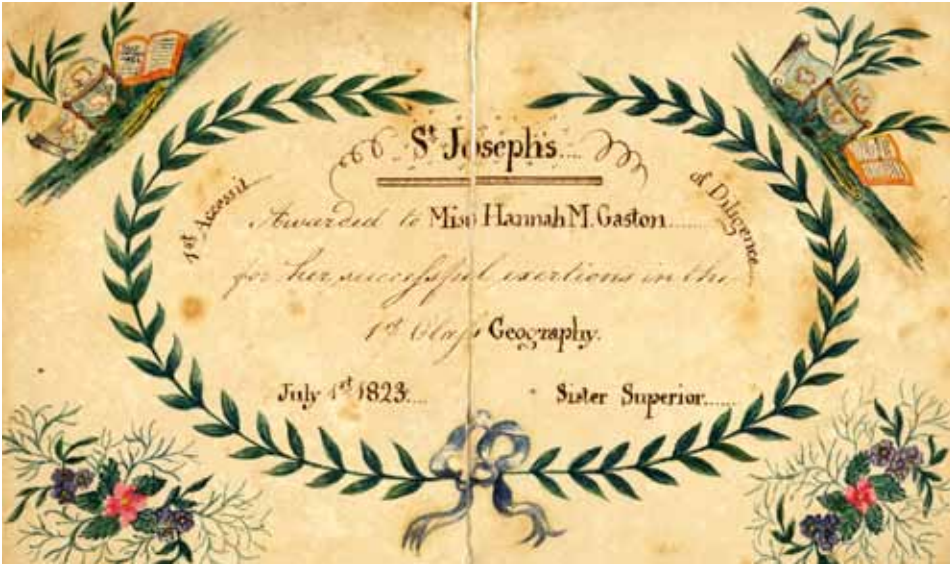 St Joseph's....
1st Accessit
of Diligence
Awarded to Miss Hannah M. Gaston........
for her successful exertions in the
1st Class Geography.
July 1st 1823....
Sister Superior......